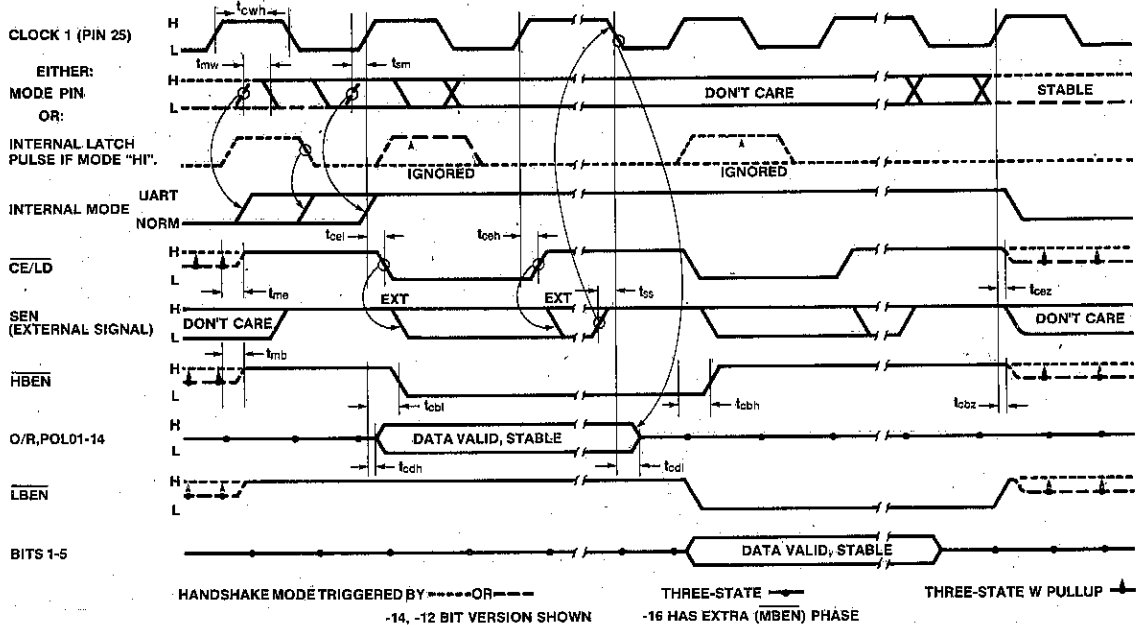 CLOCK 1 (PIN 25)
H
L
tcwh
EITHER:
MODE PIN
OR:
H
L
tmw
tsm
DON'T CARE
STABLE
INTERNAL LATCH
PULSE IF MODE "HI".
IGNORED
IGNORED
INTERNAL MODE
UART
NORM
tcel
tceh
CE/LD
H
L
tme
tcez
SEN
(EXTERNAL SIGNAL)
H
L
DON'T CARE
EXT
EXT
tss
DON'T CARE
tmb
HBEN
H
L
tcbl
tcbh
tcbz
O/R, POL01-14
H
L
DATA VALID, STABLE
tcdh
tcdl
LBEN
H
L
BITS 1-5
DATA VALID, STABLE
HANDSHAKE MODE TRIGGERED BY OR
THREE-STATE
THREE-STATE W PULLUP
-14, -12 BIT VERSION SHOWN
-16 HAS EXTRA (MBEN) PHASE